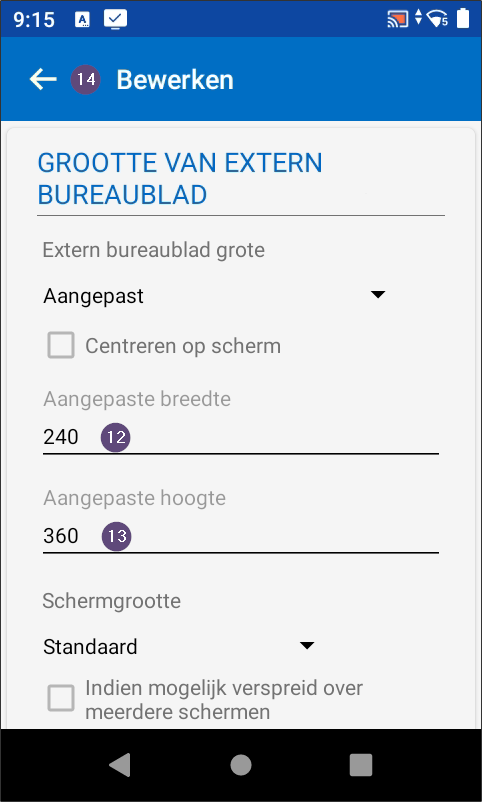 9:15 A 5
14 Bewerken
GROOTTE VAN EXTERN
BUREAUBLAD
Extern bureaublad grote
Aangepast
Centreren op scherm
Aangepaste breedte
240 12
Aangepaste hoogte
360 13
Schermgrootte
Standaard
Indien mogelijk verspreid over
meerdere schermen